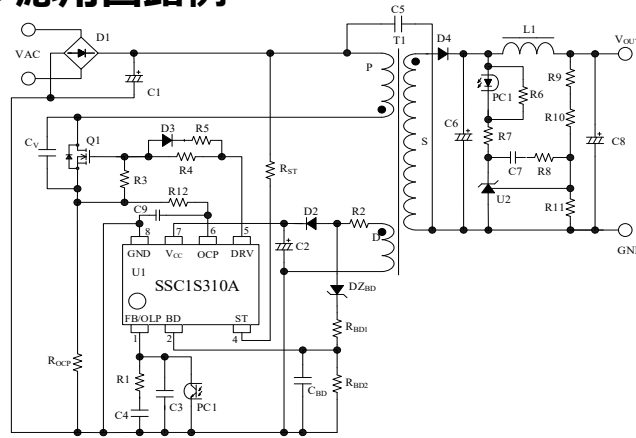 応用回路例
C5
D1
T1
D4
L1
VOUT
VAC
P
C1
PC1
R6
R9
R10
CV
Q1
D3
R5
R4
RST
C6
S
R7
C8
R3
C7
R8
R12
U2
R11
C9
D2
R2
C2
D
GND
8 7 6 5
GND VCC OCP DRV
U1
SSC1S310A
DZBD
FB/OLP BD ST
1 2 4
RBD1
ROCP
R1
C3
PC1
CBD
RBD2
C4